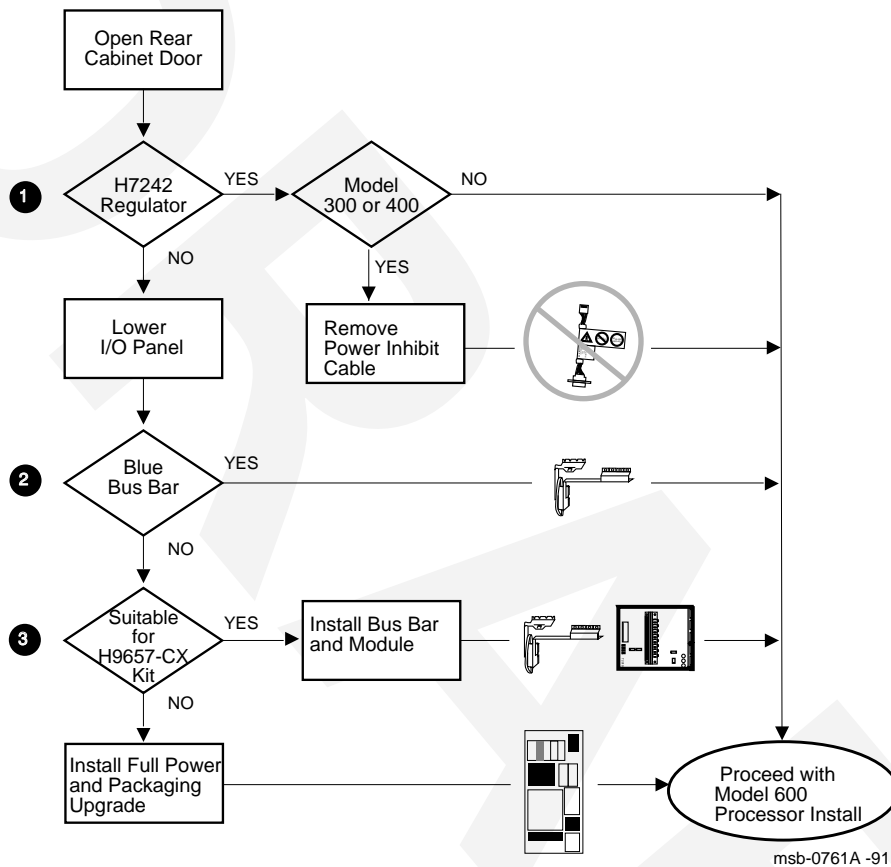 Open Rear
Cabinet Door
1
H7242
Regulator
YES
Model
300 or 400
NO
NO
YES
Lower
I/O Panel
Remove
Power Inhibit
Cable
2
Blue
Bus Bar
YES
NO
3
Suitable
for
H9657-CX
Kit
YES
Install Bus Bar
and Module
NO
Install Full Power
and Packaging
Upgrade
Proceed with
Model 600
Processor Install
msb-0761A -91